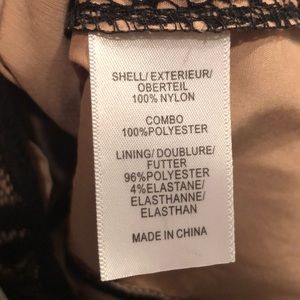 SHELL/ EXTERIEUR/
OBERTEIL
100% NYLON
COMBO
100%POLYESTER
LINING/ DOUBLURE/
FUTTER
96%POLYESTER
4%ELASTANE/
ELASTHANNE/
ELASTHAN
MADE IN CHINA